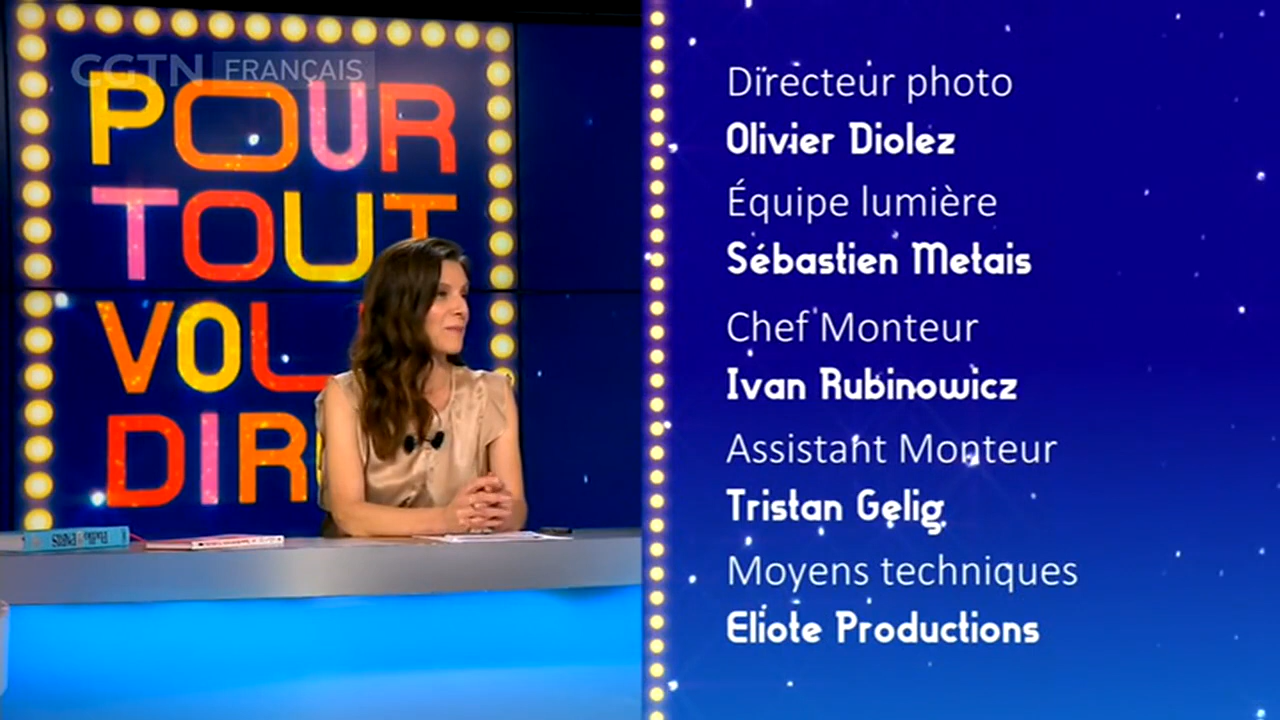 CGTN FRANÇAIS
POUR
TOUT
VOU
DIR
Directeur photo
Olivier Diolez
Équipe lumière
Sébastien Metais
Chef Monteur
Ivan Rubinowicz
Assistant Monteur
Tristan Gelig
Moyens techniques
Eliote Productions